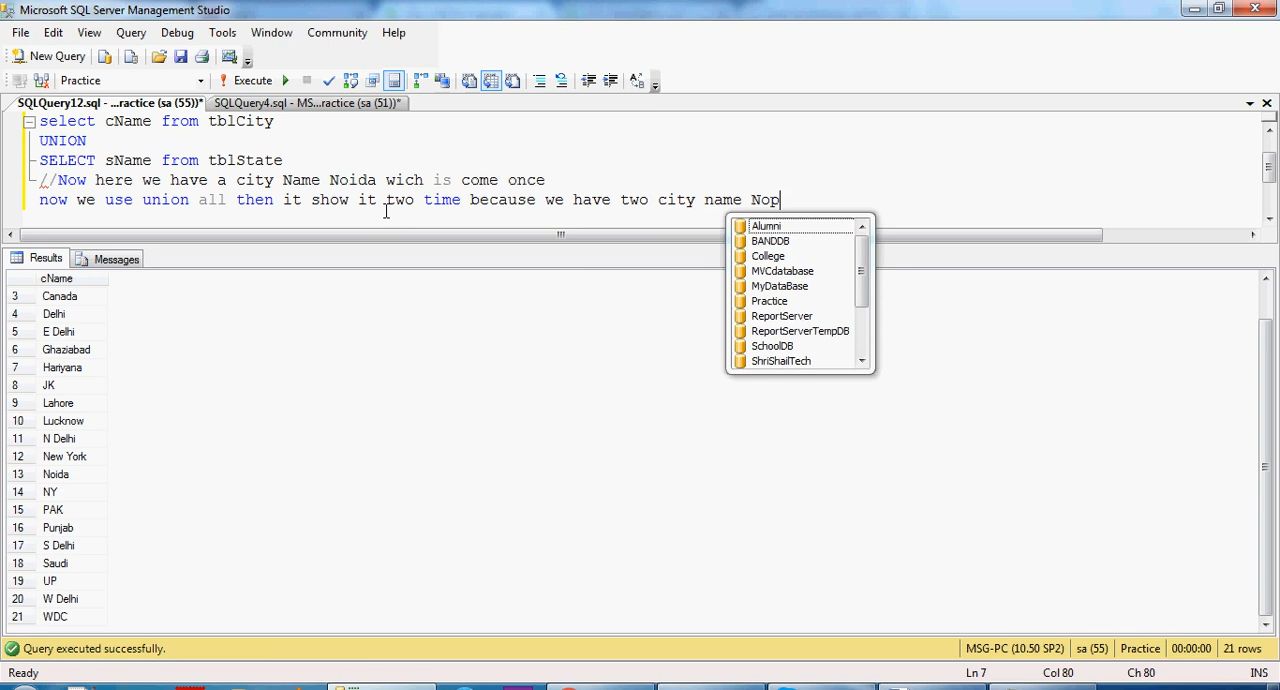 Microsoft SQL Server Management Studio
File Edit View Query Debug Tools Window Community Help
New Query
Practice Execute
SQLQuery12.sql - ...ractice (sa (55))* SQLQuery4.sql - MS...ractice (sa (51))*
select cName from tblCity
UNION
SELECT sName from tblState
//Now here we have a city Name Noida wich is come once
now we use union all then it show it two time because we have two city name Nop
Alumni
BANDDB
College
MVCdatabase
MyDataBase
Practice
ReportServer
ReportServerTempDB
SchoolDB
ShriShailTech
Results Messages
cName
3 Canada
4 Delhi
5 E Delhi
6 Ghaziabad
7 Hariyana
8 JK
9 Lahore
10 Lucknow
11 N Delhi
12 New York
13 Noida
14 NY
15 PAK
16 Punjab
17 S Delhi
18 Saudi
19 UP
20 W Delhi
21 WDC
Query executed successfully. MSG-PC (10.50 SP2) sa (55) Practice 00:00:00 21 rows
Ready Ln 7 Col 80 Ch 80 INS